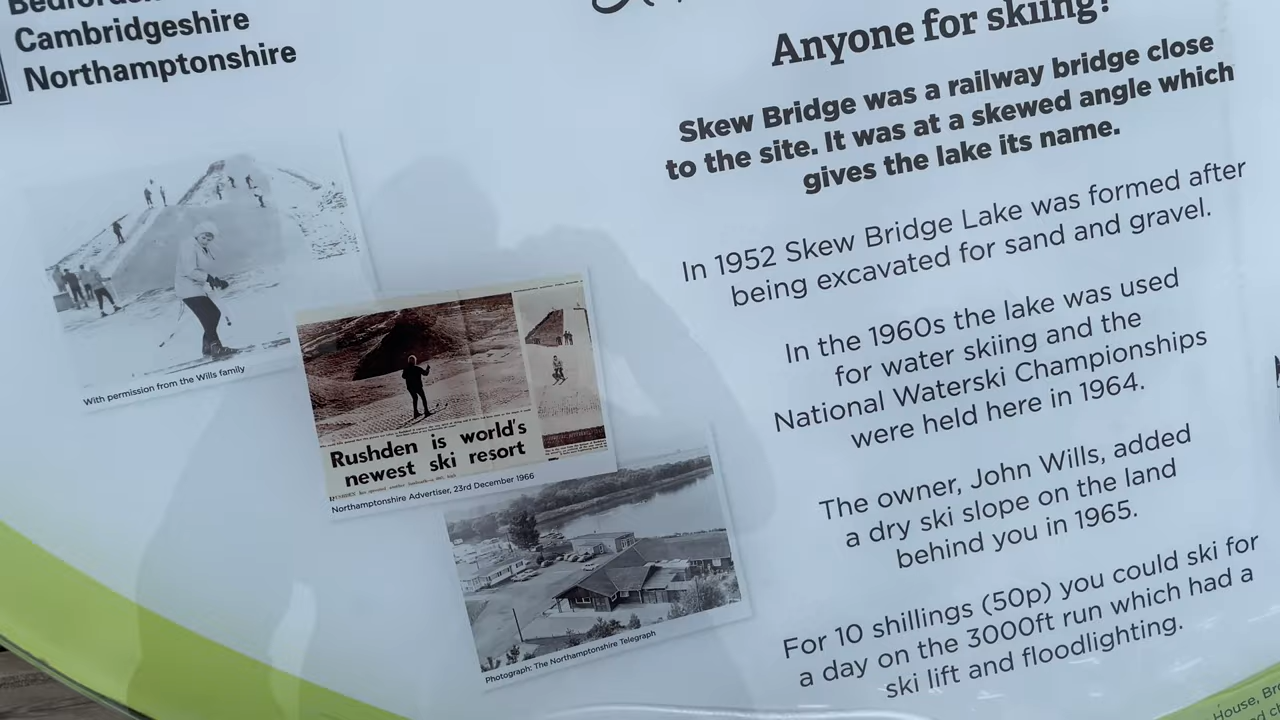 Cambridgeshire
Northamptonshire
Anyone for skiing?
Skew Bridge was a railway bridge close
to the site. It was at a skewed angle which
gives the lake its name.
In 1952 Skew Bridge Lake was formed after
being excavated for sand and gravel.
In the 1960s the lake was used
for water skiing and the
National Waterski Championships
were held here in 1964.
The owner, John Wills, added
a dry ski slope on the land
behind you in 1965.
For 10 shillings (50p) you could ski for
a day on the 3000ft run which had a
ski lift and floodlighting.
With permission from the Wills family
Rushden is world's
newest ski resort
Northamptonshire Advertiser, 23rd December 1966
Photograph: The Northamptonshire Telegraph
House,